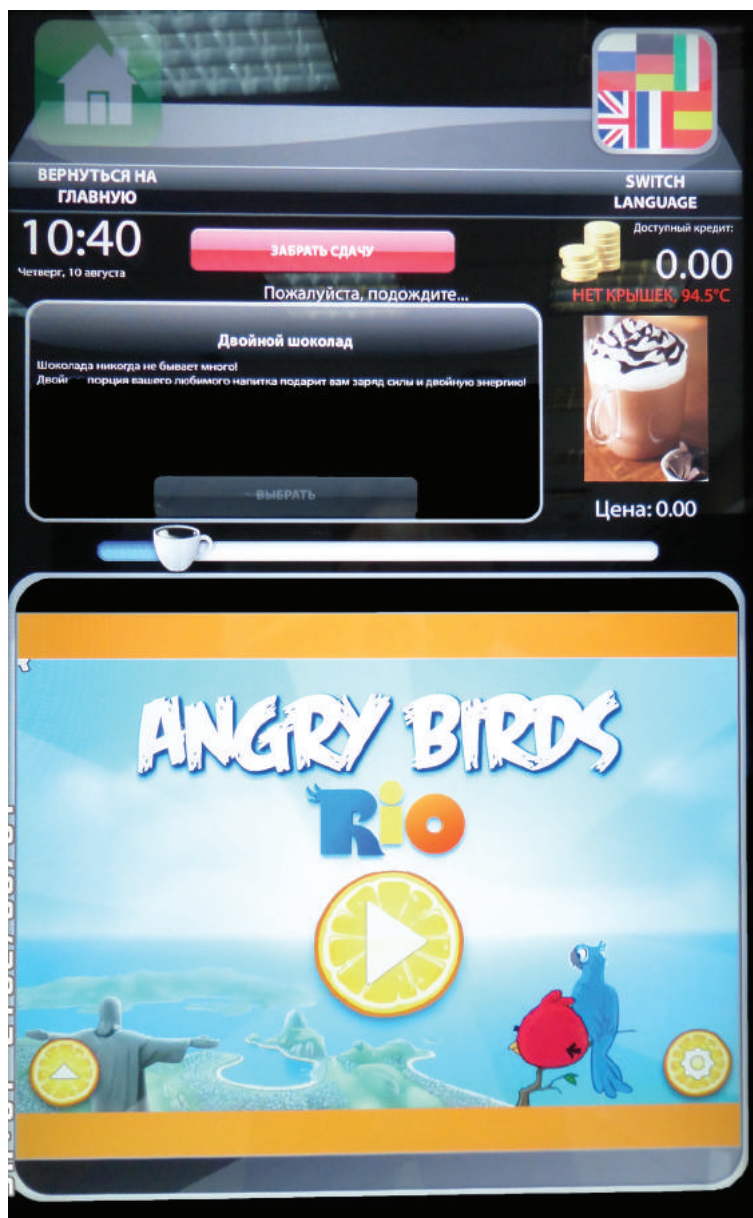 ВЕРНУТЬСЯ НА
ГЛАВНУЮ
SWITCH
LANGUAGE
10:40
Четверг, 10 августа
ЗАБРАТЬ СДАЧУ
Пожалуйста, подождите...
Доступный кредит:
0.00
НЕТ КРЫШЕК, 94.5°C
Двойной шоколад
Шоколада никогда не бывает много!
порция вашего любимого напитка подарит вам заряд силы и двойную энергию!
ВЫБРАТЬ
Цена: 0.00
ANGRY BIRDS
RIO